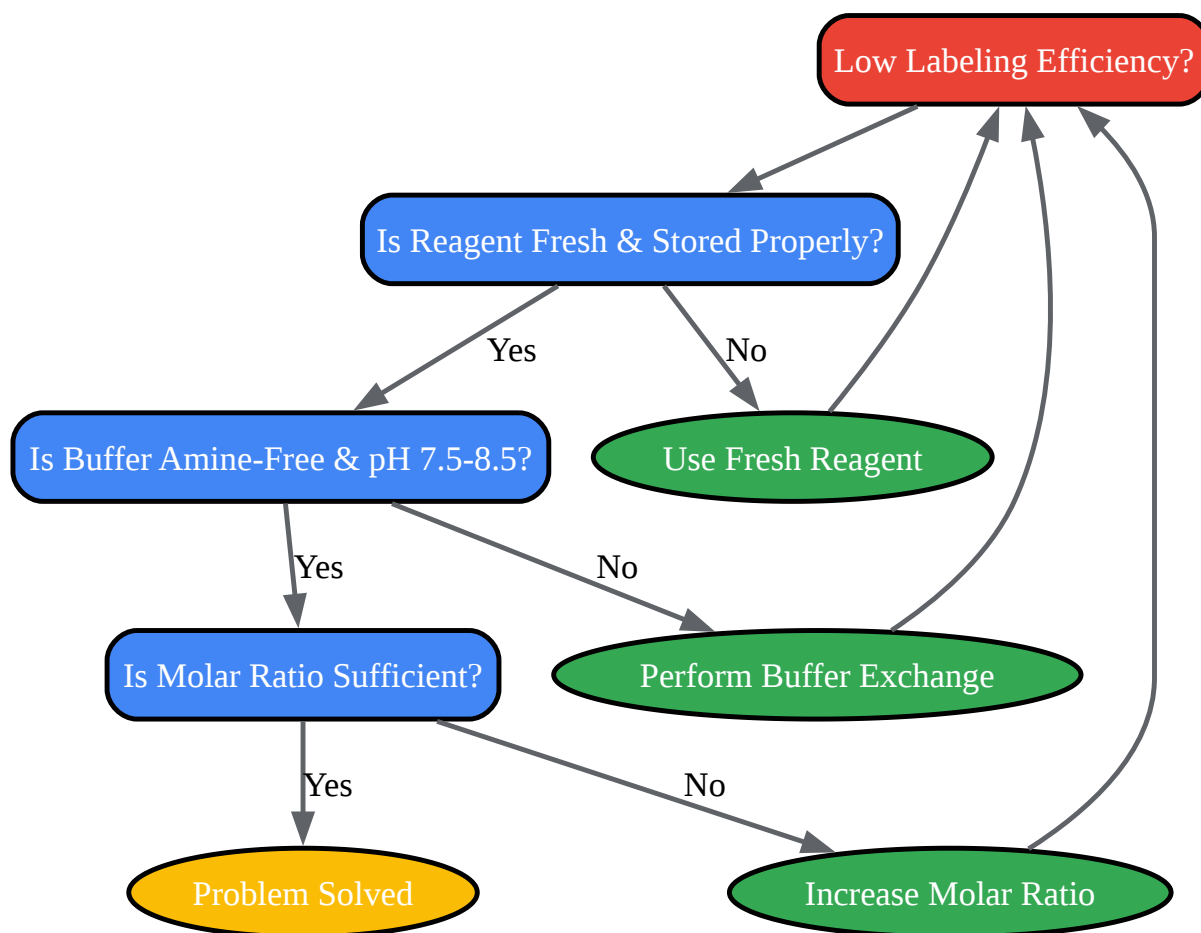 Low Labeling Efficiency?
Is Reagent Fresh & Stored Properly?
Yes
No
Is Buffer Amine-Free & pH 7.5-8.5?
Use Fresh Reagent
Yes
No
Is Molar Ratio Sufficient?
Perform Buffer Exchange
Yes
No
Problem Solved
Increase Molar Ratio